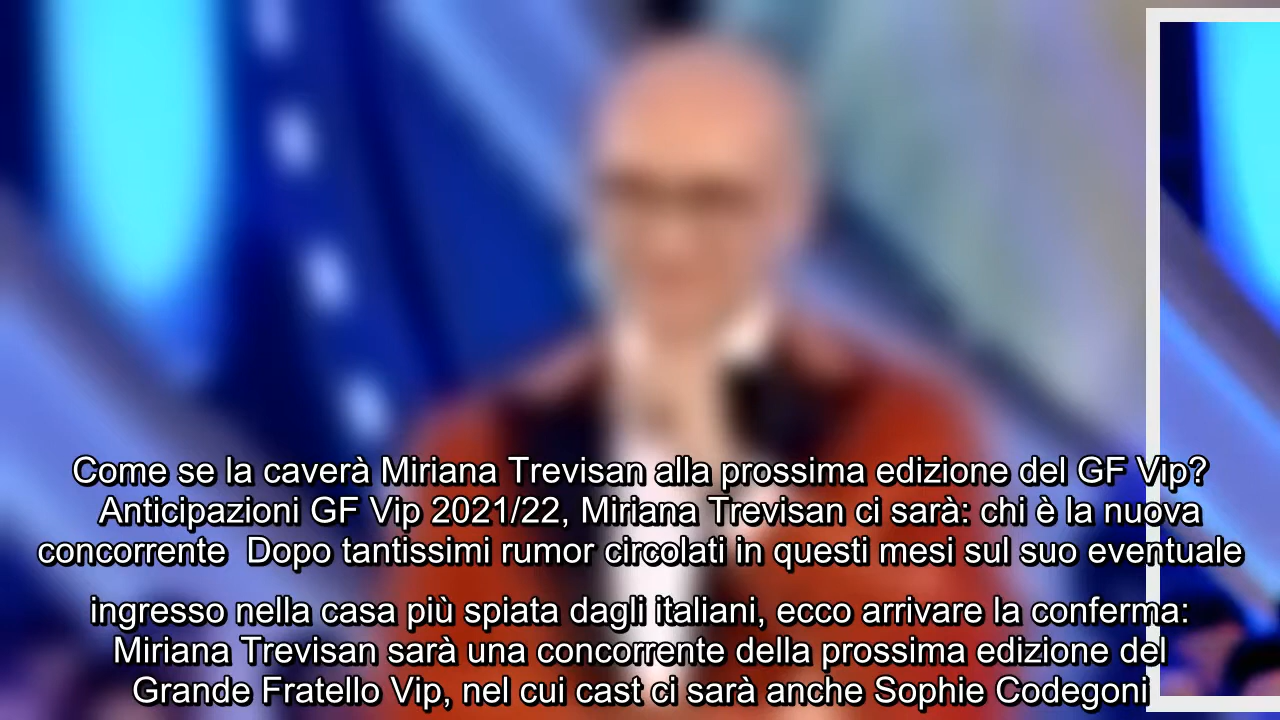 Come se la caverà Miriana Trevisan alla prossima edizione del GF Vip?
Anticipazioni GF Vip 2021/22, Miriana Trevisan ci sarà: chi è la nuova
concorrente  Dopo tantissimi rumor circolati in questi mesi sul suo eventuale
ingresso nella casa più spiata dagli italiani, ecco arrivare la conferma:
Miriana Trevisan sarà una concorrente della prossima edizione del
Grande Fratello Vip, nel cui cast ci sarà anche Sophie Codegoni